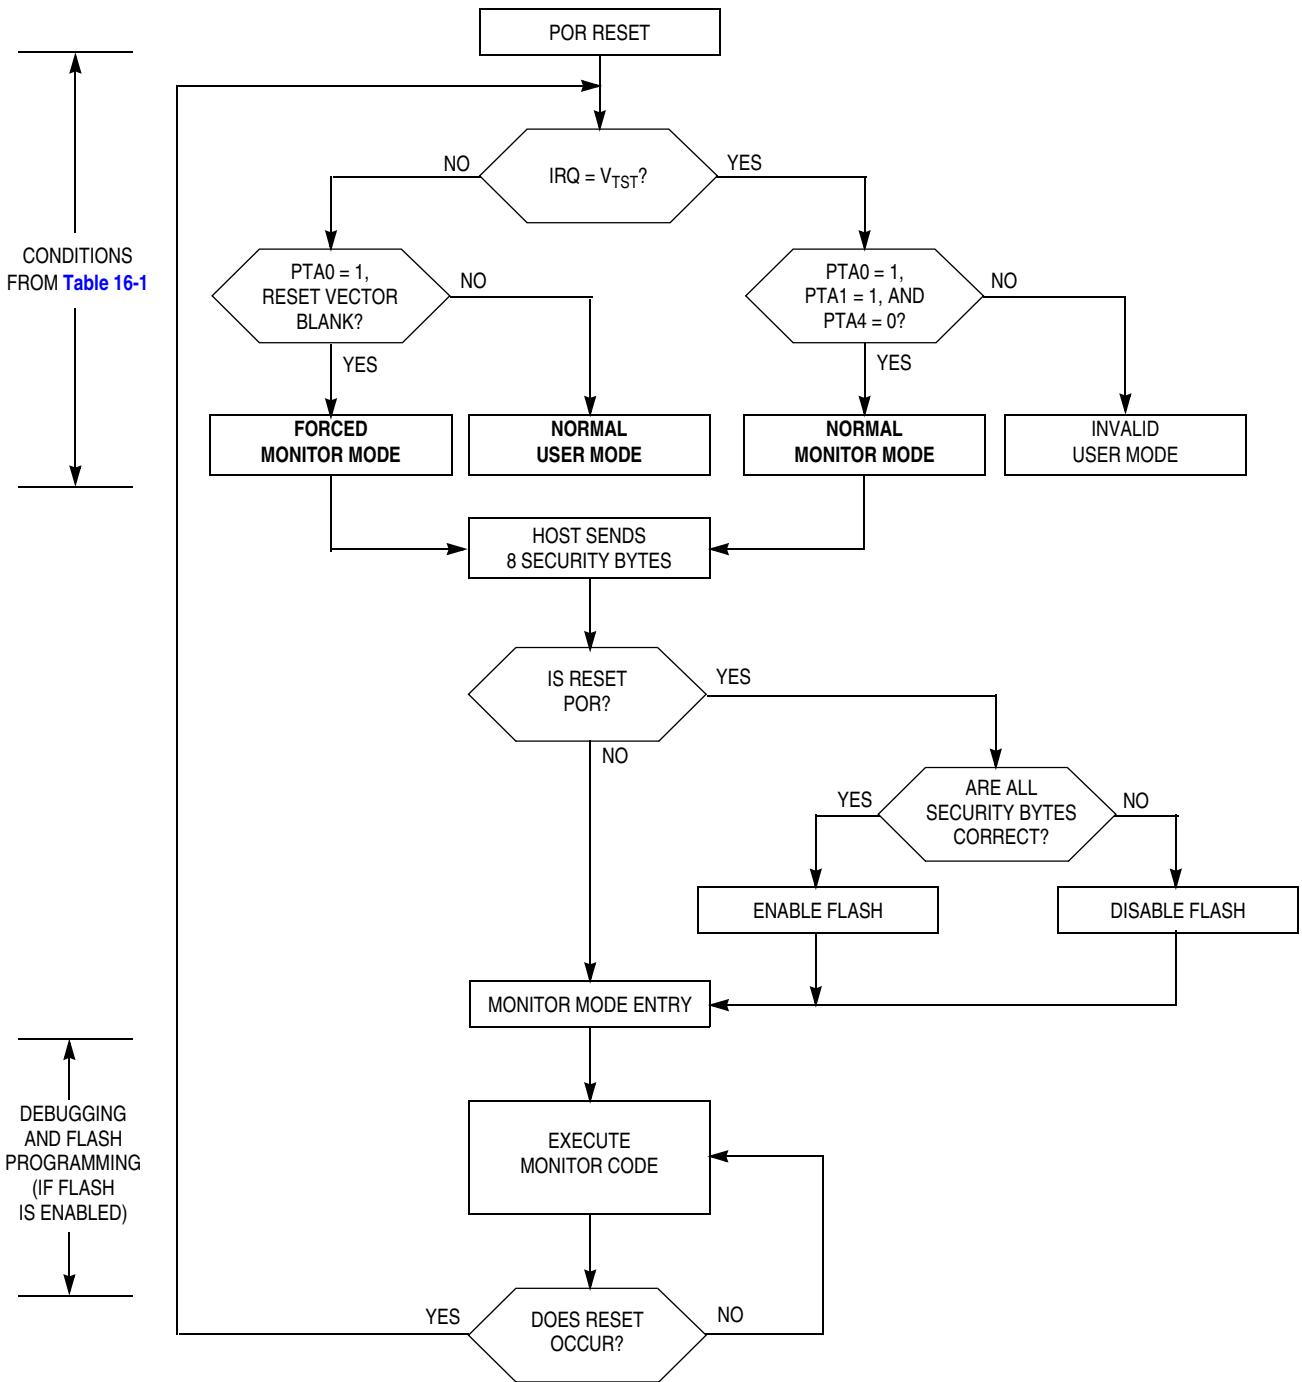 POR RESET
IRQ = VTST?
NO
YES
CONDITIONS
FROM Table 16-1
PTA0 = 1,
RESET VECTOR
BLANK?
NO
YES
PTA0 = 1,
PTA1 = 1, AND
PTA4 = 0?
NO
YES
FORCED
MONITOR MODE
NORMAL
USER MODE
NORMAL
MONITOR MODE
INVALID
USER MODE
HOST SENDS
8 SECURITY BYTES
IS RESET
POR?
YES
NO
ARE ALL
SECURITY BYTES
CORRECT?
YES
NO
ENABLE FLASH
DISABLE FLASH
MONITOR MODE ENTRY
DEBUGGING
AND FLASH
PROGRAMMING
(IF FLASH
IS ENABLED)
EXECUTE
MONITOR CODE
DOES RESET
OCCUR?
YES
NO